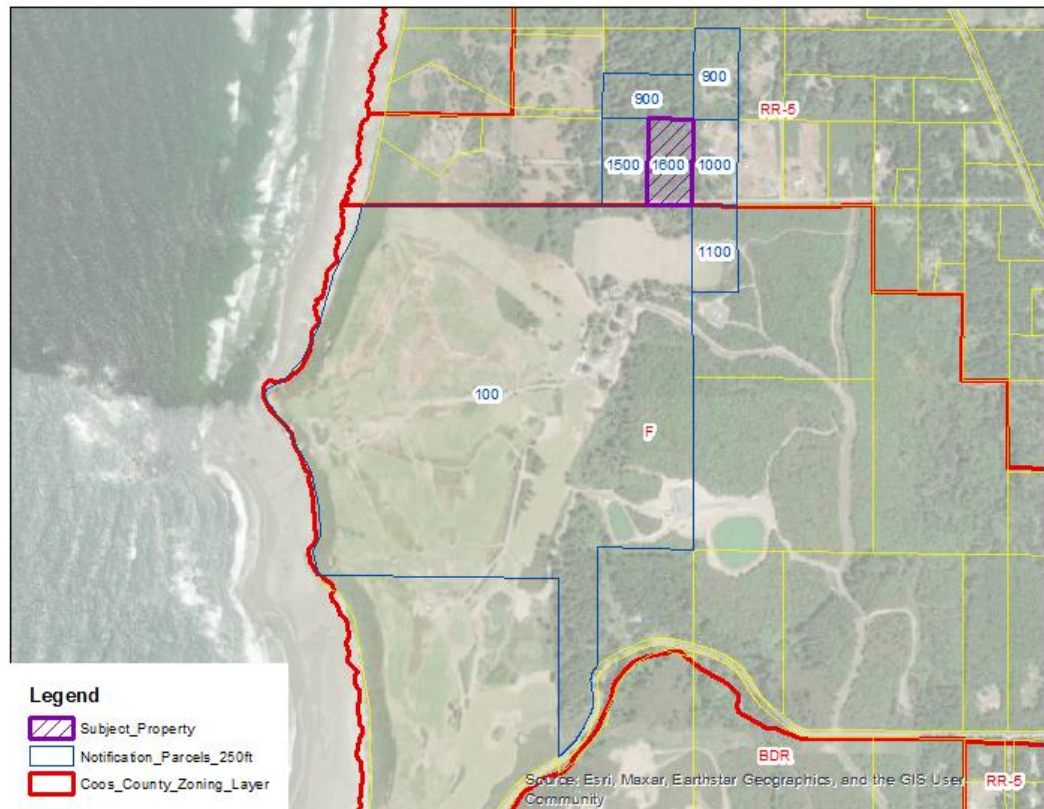 900
900
RR-5
1500
1600
1000
1100
100
F
BDR
RR-5
Legend
Subject_Property
Notification_Parcels_250ft
Coos_County_Zoning_Layer
Source: Esri, Maxar, Earthstar Geographics, and the GIS User
Community